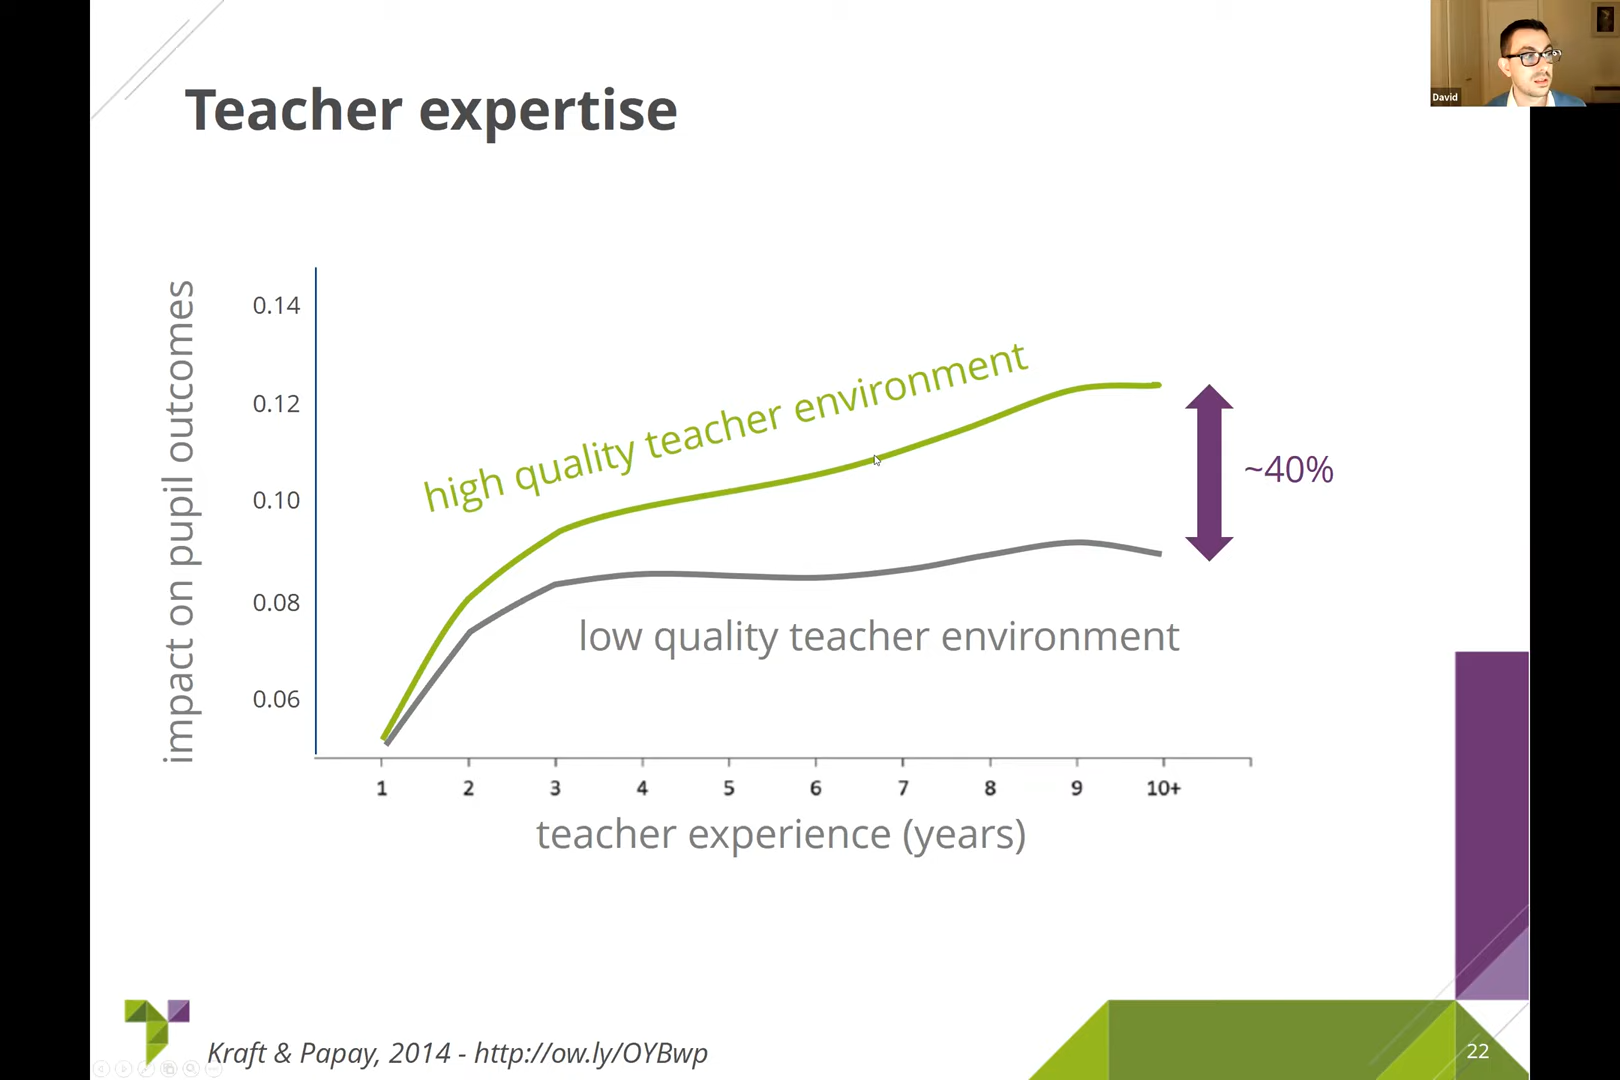 Teacher expertise
David
impact on pupil outcomes
0.14
0.12
0.10
0.08
0.06
high quality teacher environment
~40%
low quality teacher environment
1 2 3 4 5 6 7 8 9 10+
teacher experience (years)
Kraft & Papay, 2014 - http://ow.ly/OYBwp
22